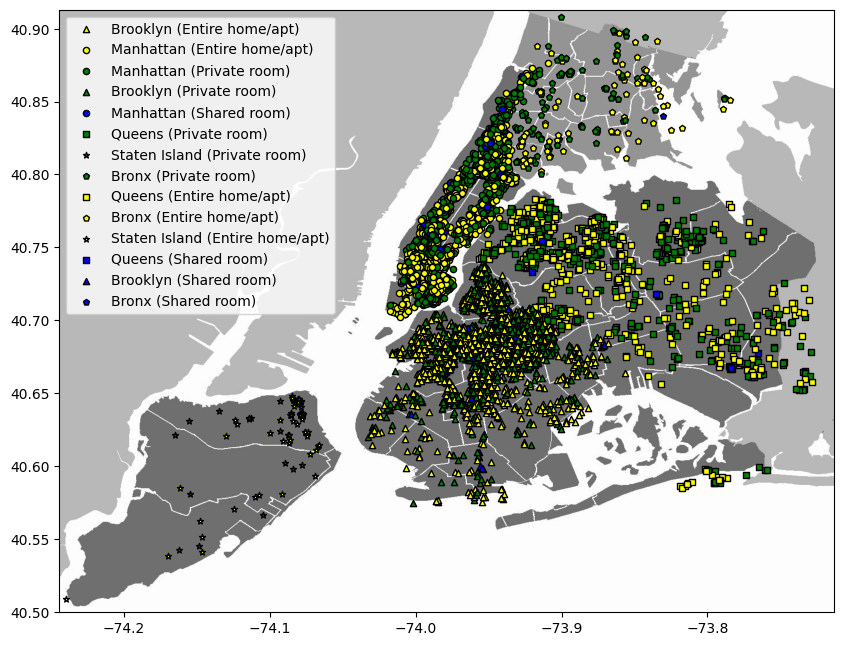 40.90
40.85
40.80
40.75
40.70
40.65
40.60
40.55
40.50
Brooklyn (Entire home/apt)
Manhattan (Entire home/apt)
Manhattan (Private room)
Brooklyn (Private room)
Manhattan (Shared room)
Queens (Private room)
Staten Island (Private room)
Bronx (Private room)
Queens (Entire home/apt)
Bronx (Entire home/apt)
Staten Island (Entire home/apt)
Queens (Shared room)
Brooklyn (Shared room)
Bronx (Shared room)
−74.2 −74.1 −74.0 −73.9 −73.8